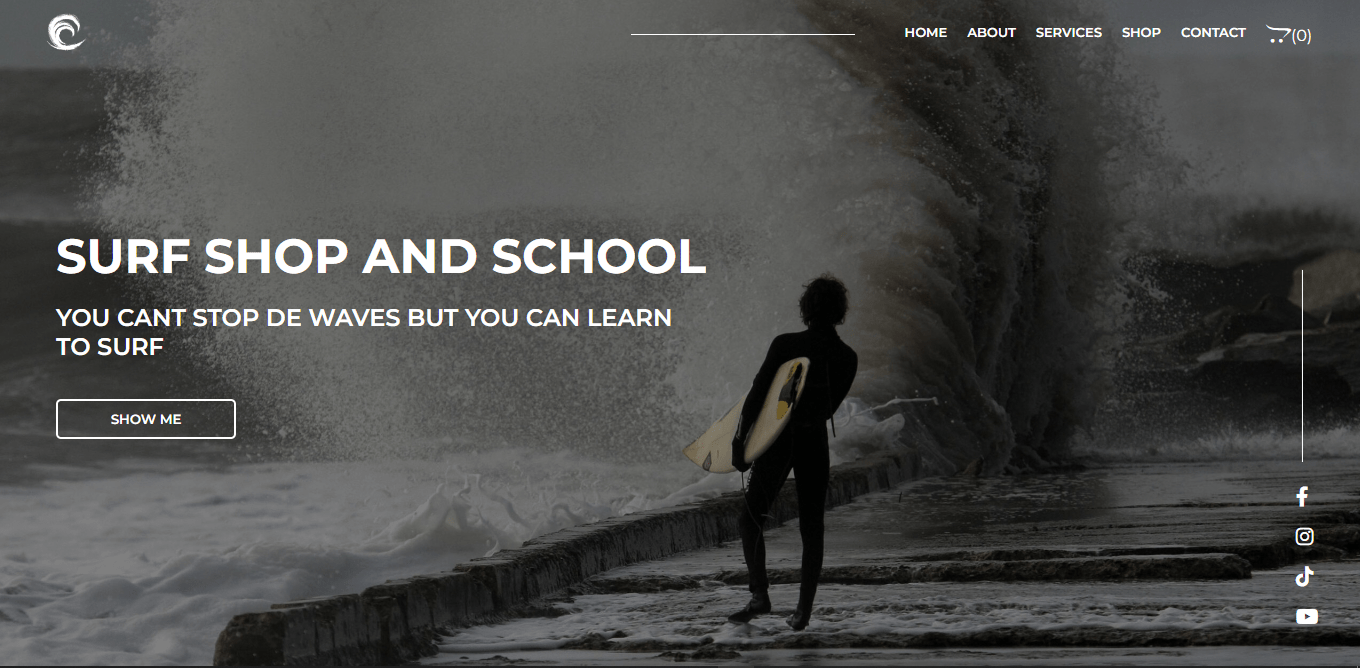 HOME ABOUT SERVICES SHOP CONTACT (0)
SURF SHOP AND SCHOOL
YOU CANT STOP DE WAVES BUT YOU CAN LEARN
TO SURF
SHOW ME